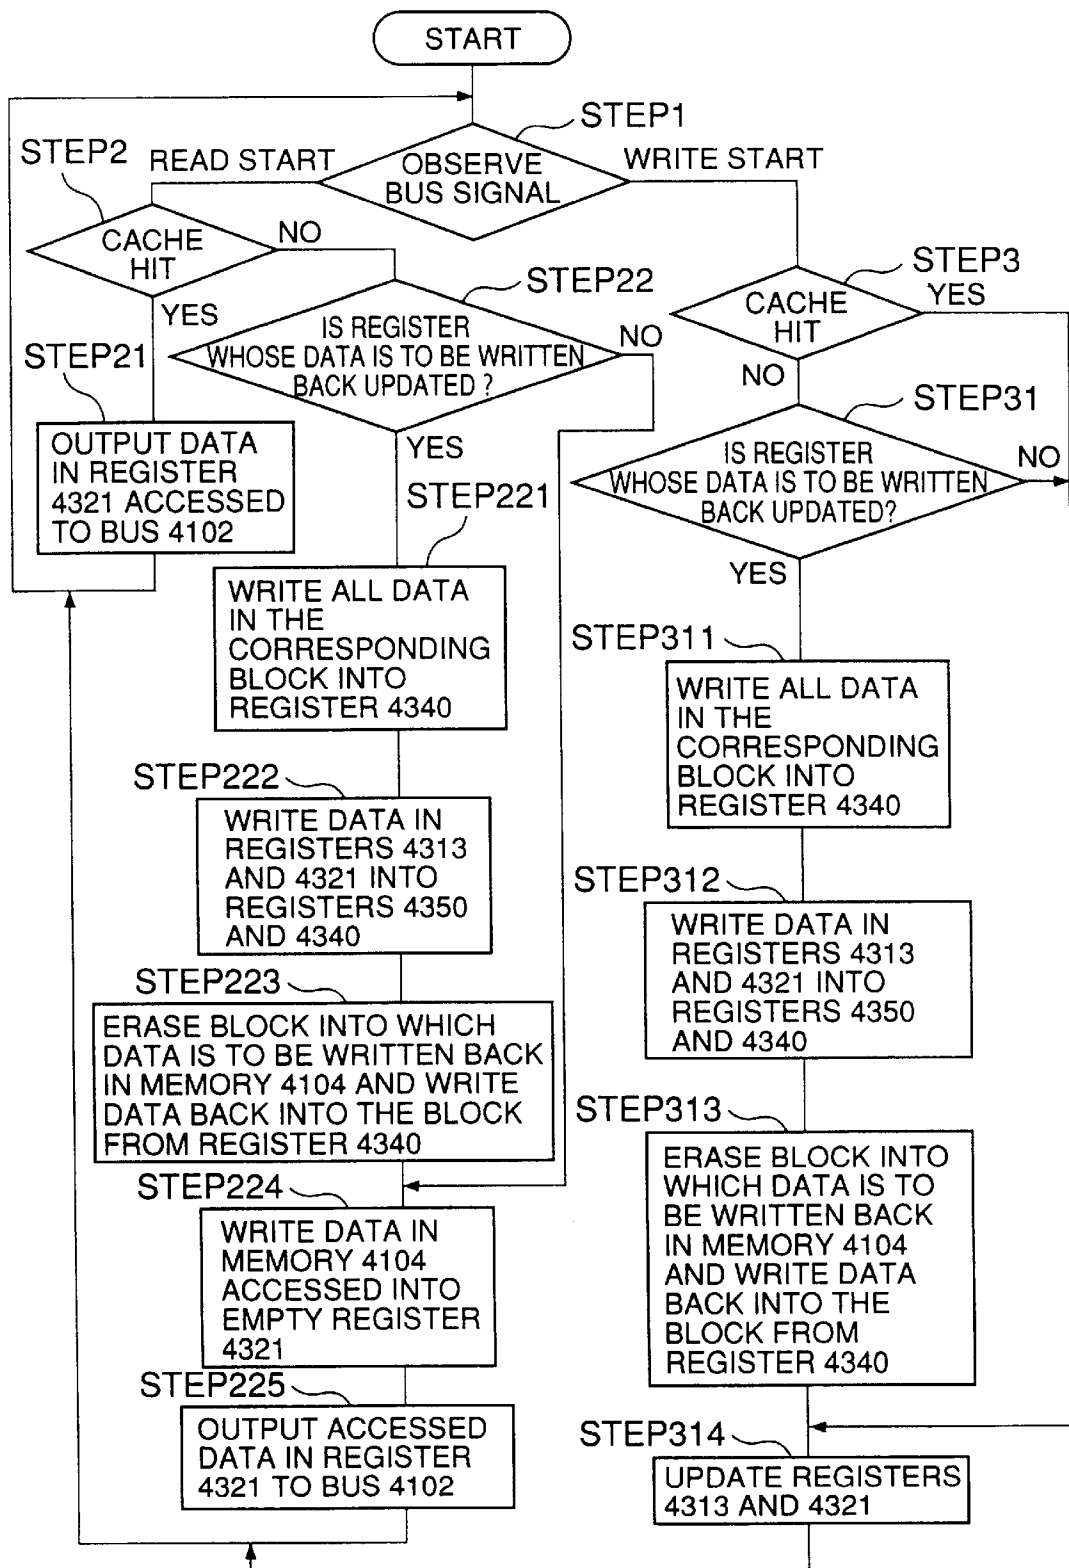 START
STEP1
STEP2
READ START
OBSERVE
BUS SIGNAL
WRITE START
CACHE
HIT
NO
YES
STEP22
STEP3
CACHE
HIT
YES
NO
STEP21
IS REGISTER
WHOSE DATA IS TO BE WRITTEN
BACK UPDATED ?
NO
YES
STEP31
IS REGISTER
WHOSE DATA IS TO BE WRITTEN
BACK UPDATED?
NO
YES
OUTPUT DATA
IN REGISTER
4321 ACCESSED
TO BUS 4102
STEP221
WRITE ALL DATA
IN THE
CORRESPONDING
BLOCK INTO
REGISTER 4340
STEP311
WRITE ALL DATA
IN THE
CORRESPONDING
BLOCK INTO
REGISTER 4340
STEP222
WRITE DATA IN
REGISTERS 4313
AND 4321 INTO
REGISTERS 4350
AND 4340
STEP312
WRITE DATA IN
REGISTERS 4313
AND 4321 INTO
REGISTERS 4350
AND 4340
STEP223
ERASE BLOCK INTO WHICH
DATA IS TO BE WRITTEN BACK
IN MEMORY 4104 AND WRITE
DATA BACK INTO THE BLOCK
FROM REGISTER 4340
STEP313
ERASE BLOCK INTO
WHICH DATA IS TO
BE WRITTEN BACK
IN MEMORY 4104
AND WRITE DATA
BACK INTO THE
BLOCK FROM
REGISTER 4340
STEP224
WRITE DATA IN
MEMORY 4104
ACCESSED INTO
EMPTY REGISTER
4321
STEP225
OUTPUT ACCESSED
DATA IN REGISTER
4321 TO BUS 4102
STEP314
UPDATE REGISTERS
4313 AND 4321